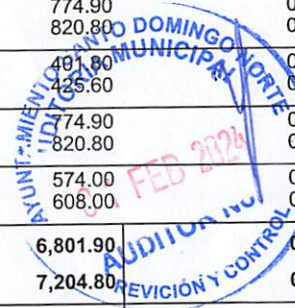 774.90
820.80
401.80
425.60
774.90
820.80
574.00
608.00
6,801.90
7,204.80
AYUNTAMIENTO SANTO DOMINGO NORTE
AUDITORIA MUNICIPAL
FEB 2024
REVICIÓN Y CONTROL